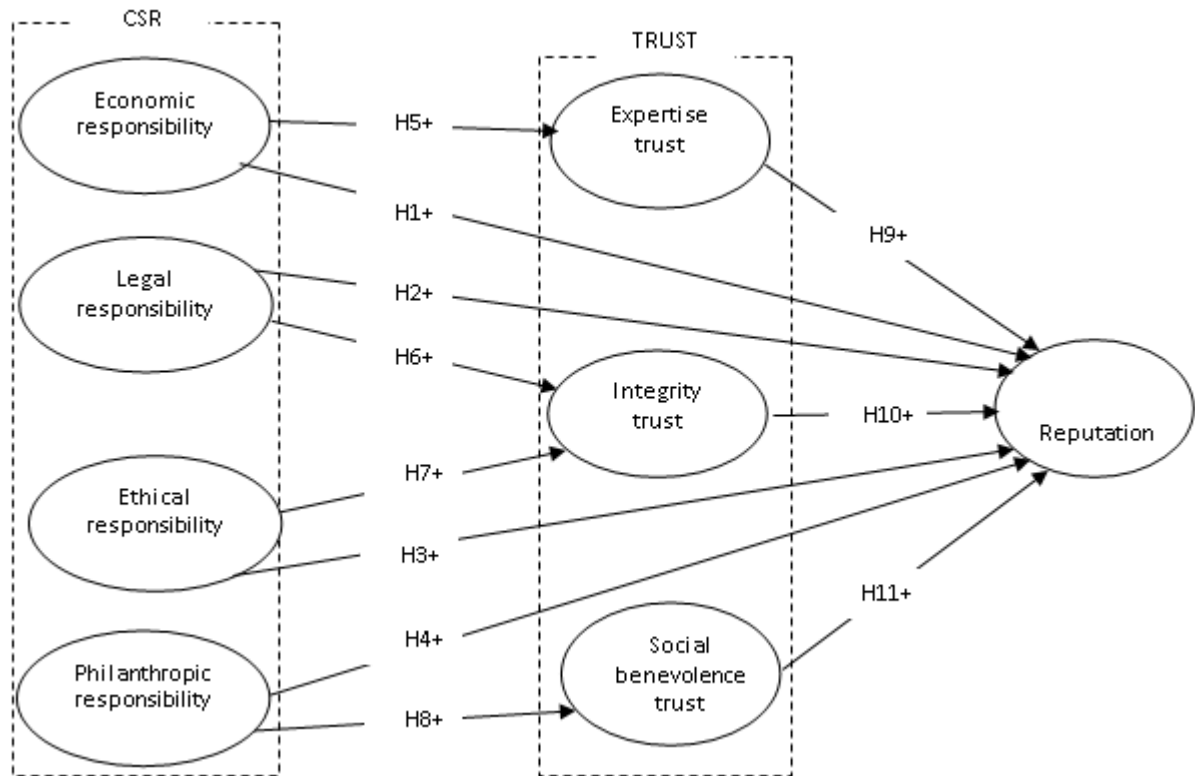 CSR
TRUST
Economic
responsibility
H5+
Expertise
trust
H1+
H9+
Legal
responsibility
H2+
H6+
Integrity
trust
H10+
Reputation
H7+
Ethical
responsibility
H3+
H11+
H4+
Social
benevolence
trust
Philanthropic
responsibility
H8+